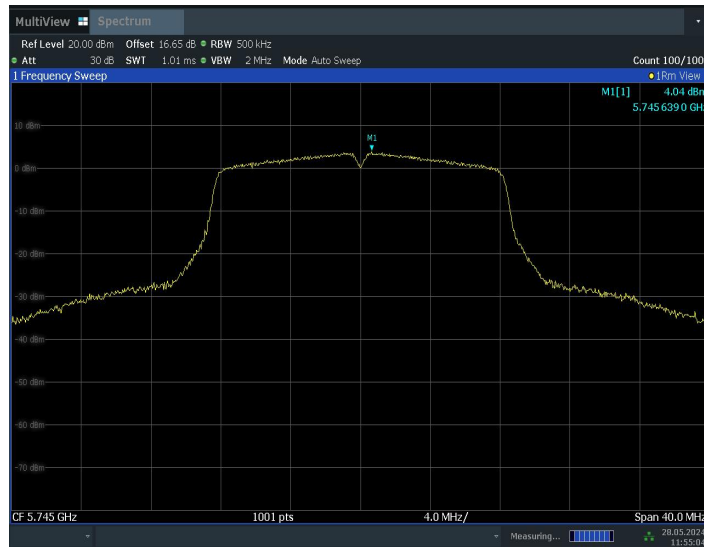 MultiView Spectrum
Ref Level 20.00 dBm Offset 16.65 dB RBW 500 kHz
Att 30 dB SWT 1.01 ms VBW 2 MHz Mode Auto Sweep Count 100/100
1 Frequency Sweep 1Rm View
M1[1] 4.04 dBm
5.7456390 GHz
10 dBm
M1
0 dBm
-10 dBm
-20 dBm
-30 dBm
-40 dBm
-50 dBm
-60 dBm
-70 dBm
CF 5.745 GHz 1001 pts 4.0 MHz/ Span 40.0 MHz
Measuring... 28.05.2024
11:55:04